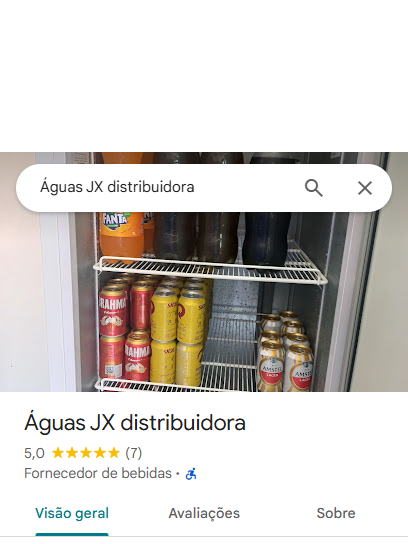 Águas JX distribuidora
FANTA
BRAHMA
BRAHMA
AMSTEL
Águas JX distribuidora
5,0 (7)
Fornecedor de bebidas ·
Visão geral Avaliações Sobre